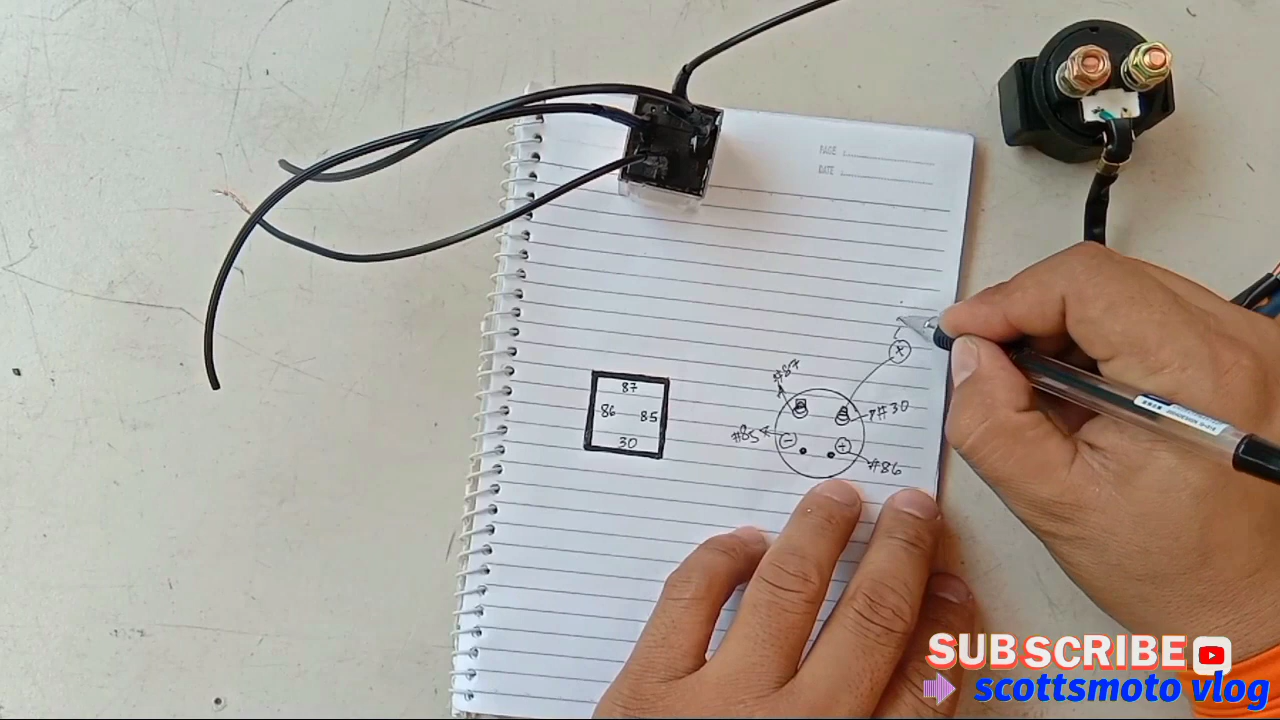 PAGE
DATE
87
86
85
30
#87
+
#30
#85
-
+
#86
SUBSCRIBE
scottsmoto vlog